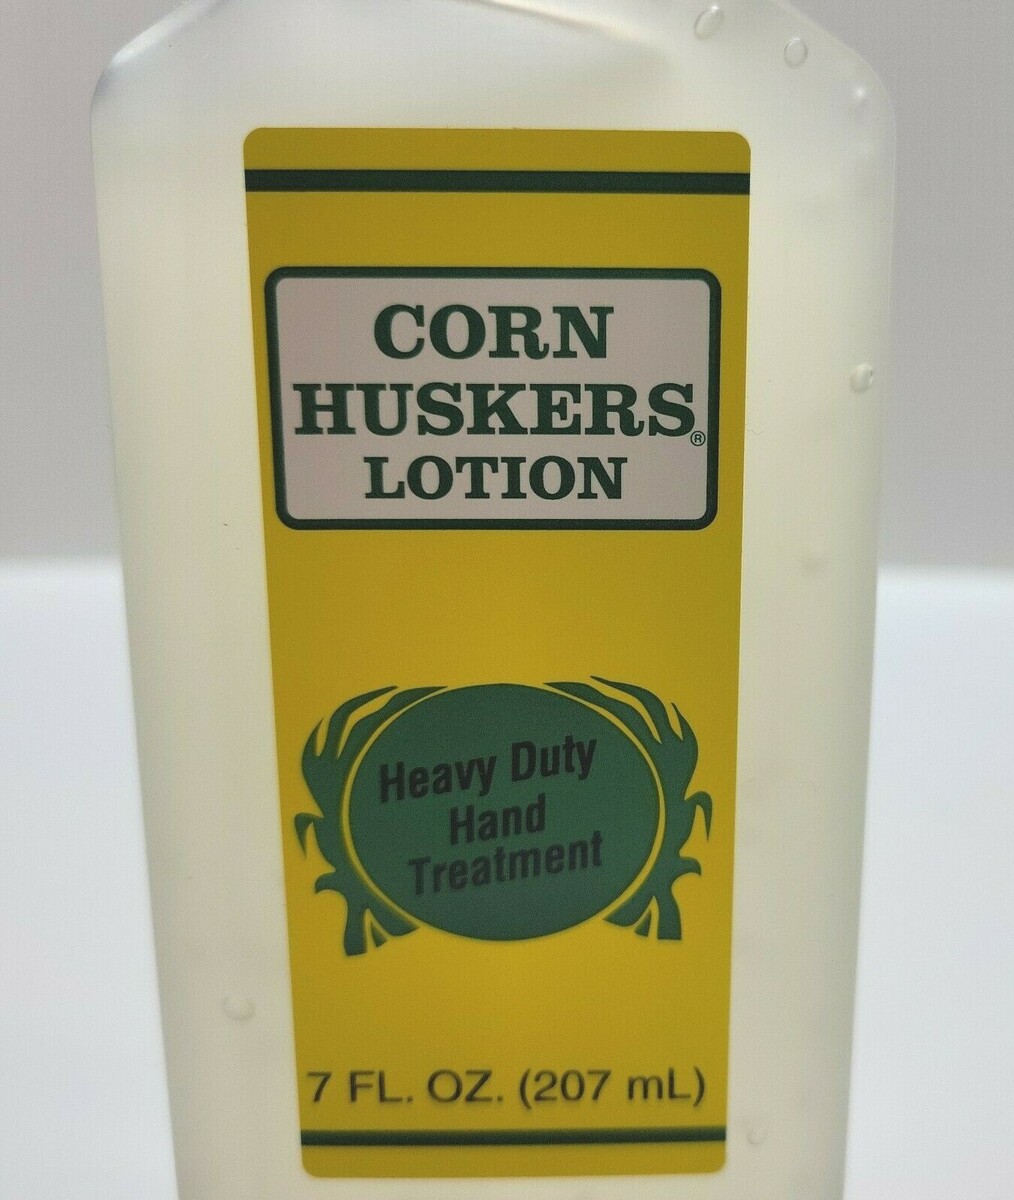 CORN
HUSKERS®
LOTION
Heavy Duty
Hand
Treatment
7 FL. OZ. (207 mL)